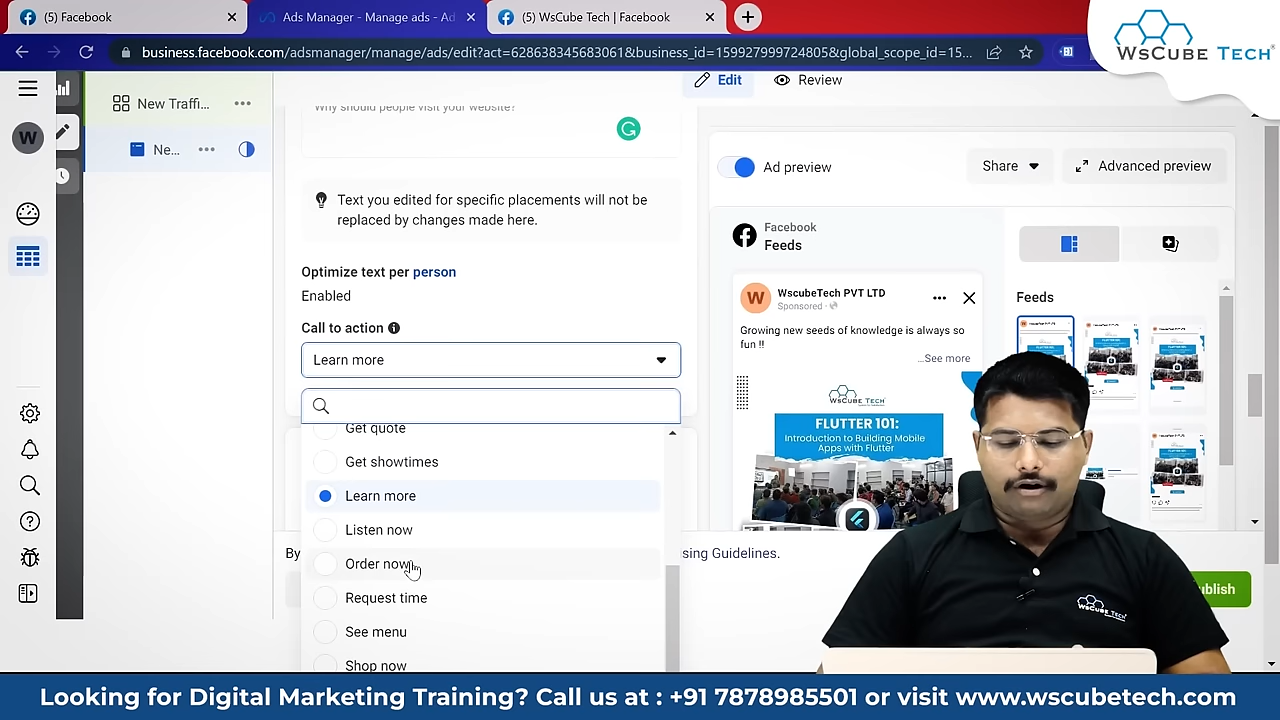 (5) Facebook
Ads Manager - Manage ads - Ad
(5) WsCube Tech | Facebook
WsCube Tech
business.facebook.com/adsmanager/manage/ads/edit?act=628638345683061&business_id=1599279997248058&global_scope_id=15...
New Traffi...
Edit
Review
Why should people visit your website?
W
Ne...
Ad preview
Share
Advanced preview
Text you edited for specific placements will not be
replaced by changes made here.
Facebook
Feeds
Optimize text per person
Enabled
W
WscubeTech PVT LTD
Sponsored ·
Feeds
Call to action
Growing new seeds of knowledge is always so
fun !!
...See more
Learn more
WsCube Tech
FLUTTER 101:
Introduction to Building Mobile
Apps with Flutter
Get quote
Get showtimes
Learn more
Listen now
Order now
Request time
See menu
Shop now
By
sing Guidelines.
blish
WsCube Tech
Looking for Digital Marketing Training? Call us at : +91 7878985501 or visit www.wscubetech.com